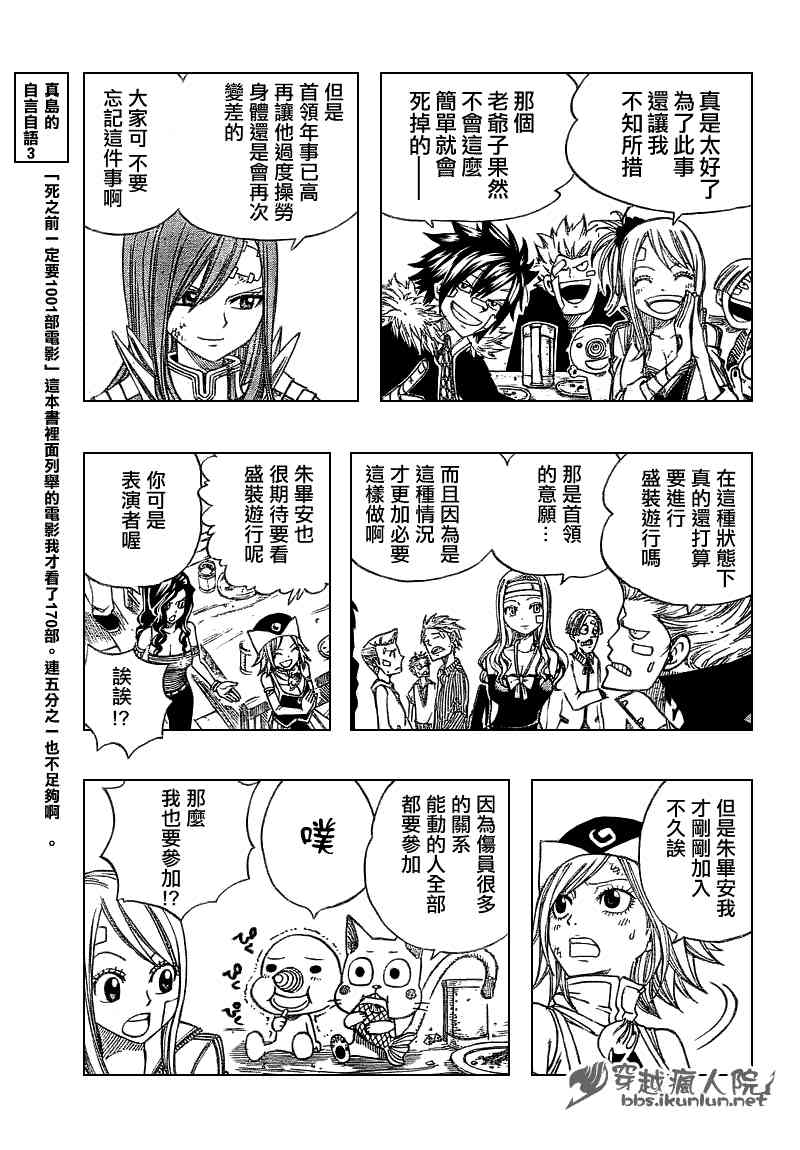 真是太好了
為了此事
還讓我
不知所措
那個
老爺子果然
不會這麼
簡單就會
死掉的——
但是
首領年事已高
再讓他過度操勞
身體還是會再次
變差的
大家可不要
忘記這件事啊
在這種狀態下
真的還打算
要進行
盛裝遊行嗎
那是首領
的意願…
而且因為是
這種情況
才更加必要
這樣做啊
朱畢安也
很期待要看
盛裝遊行呢
你可是
表演者喔
誒誒!?
但是朱畢安我
才剛剛加入
不久誒
因為傷員很多
的關係
能動的人全部
都要參加
噗
ぷ〜
ぷ〜
那麼
我也要參加!?
真島的
自言自語3
「死之前一定要1001部電影」這本書裡面列舉的電影我才看了170部。連五分之一也不足夠啊。
穿越瘋人院
bbs.ikunlun.net